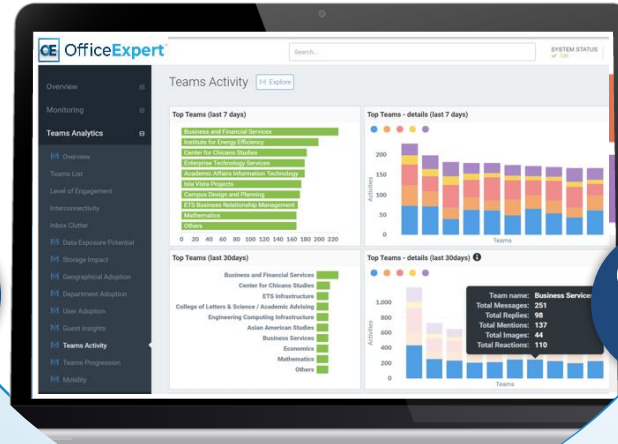 OE OfficeExpert
Search...
SYSTEM STATUS
OK
Overview
Monitoring
Teams Analytics
Overview
Teams List
Level of Engagement
Interconnectivity
Inbox Clutter
Data Exposure Potential
Storage Impact
Geographical Adoption
Department Adoption
User Adoption
Guest Insights
Teams Activity
Teams Progression
Mobility
Teams Activity
Explore
Top Teams (last 7 days)
Business and Financial Services
Institute for Energy Efficiency
Center for Chicano Studies
Enterprise Technology Services
Academic Affairs Information Technology
Isla Vista Projects
Campus Design and Planning
ETS Business Relationship Management
Mathematics
Others
0 20 40 60 80 100 120 140 160 180 200 220
Top Teams - details (last 7 days)
200
150
100
50
0
Activities
Teams
Top Teams (last 30days)
Business and Financial Services
Center for Chicano Studies
ETS Infrastructure
College of Letters & Science / Academic Advising
Engineering Computing Infrastructure
Asian American Studies
Business Services
Economics
Mathematics
Others
Top Teams - details (last 30days)
1.000
800
600
400
200
0
Activities
Teams
Team name: Business Services
Total Messages: 251
Total Replies: 98
Total Mentions: 137
Total Images: 44
Total Reactions: 110